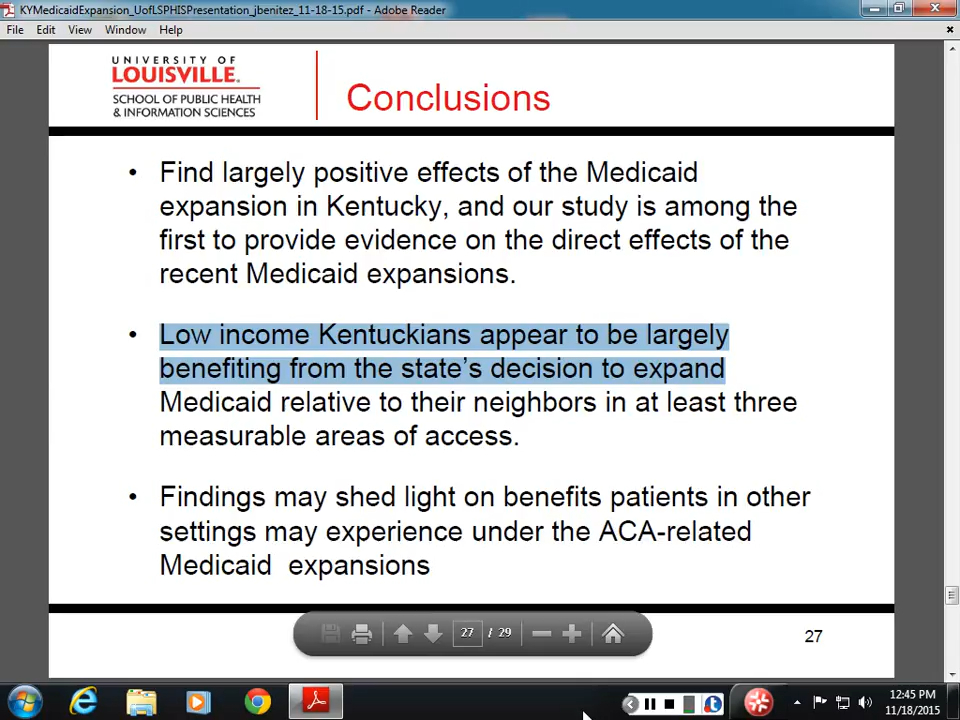 KYMedicaidExpansion_UofLSPHISPresentation_jbenitez_11-18-15.pdf - Adobe Reader
File Edit View Window Help
UNIVERSITY OF
LOUISVILLE.
SCHOOL OF PUBLIC HEALTH
& INFORMATION SCIENCES
Conclusions
• Find largely positive effects of the Medicaid
expansion in Kentucky, and our study is among the
first to provide evidence on the direct effects of the
recent Medicaid expansions.
• Low income Kentuckians appear to be largely
benefiting from the state's decision to expand
Medicaid relative to their neighbors in at least three
measurable areas of access.
• Findings may shed light on benefits patients in other
settings may experience under the ACA-related
Medicaid expansions
27 / 29
27
12:45 PM
11/18/2015